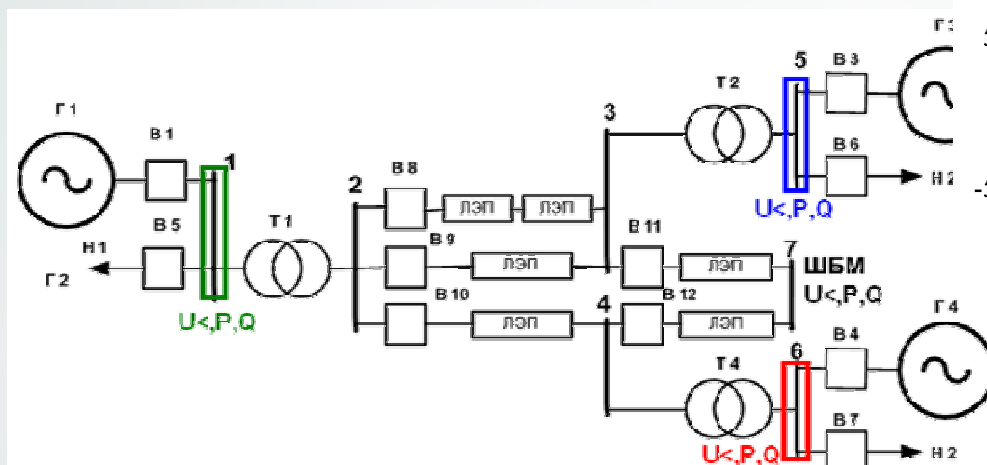 Г3
5
В3
Т2
Г1
3
В1
1
В6
2
В8
Н2
ЛЭП
ЛЭП
U<,P,Q
В5
Т1
Н1
В9
В11
Г2
ЛЭП
ЛЭП
7
ШБМ
U<,P,Q
В10
В12
U<,P,Q
Г4
ЛЭП
4
ЛЭП
В4
6
Т4
В7
U<,P,Q
Н2